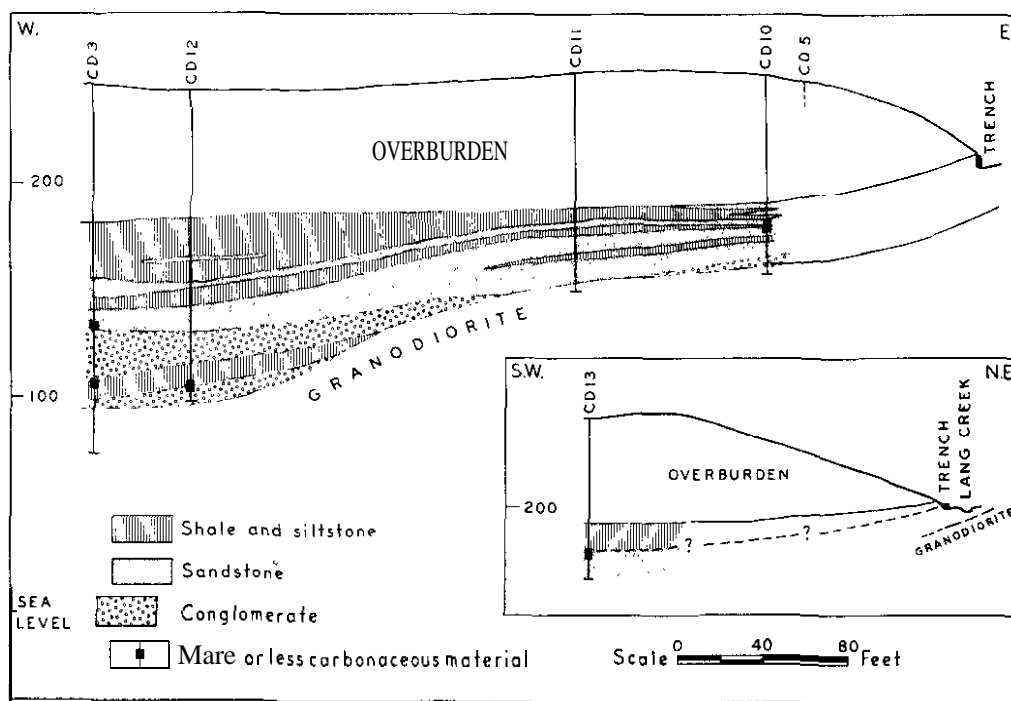 W.
CD3
CD12
CD11
CD10
CD5
E
TRENCH
OVERBURDEN
200
100
GRANODIORITE
S.W.
CD13
N.E
TRENCH
LANG CREEK
OVERBURDEN
200
GRANODIORITE
?
?
Shale and siltstone
Sandstone
Conglomerate
Mare or less carbonaceous material
SEA
LEVEL
Scale 0 40 80 Feet